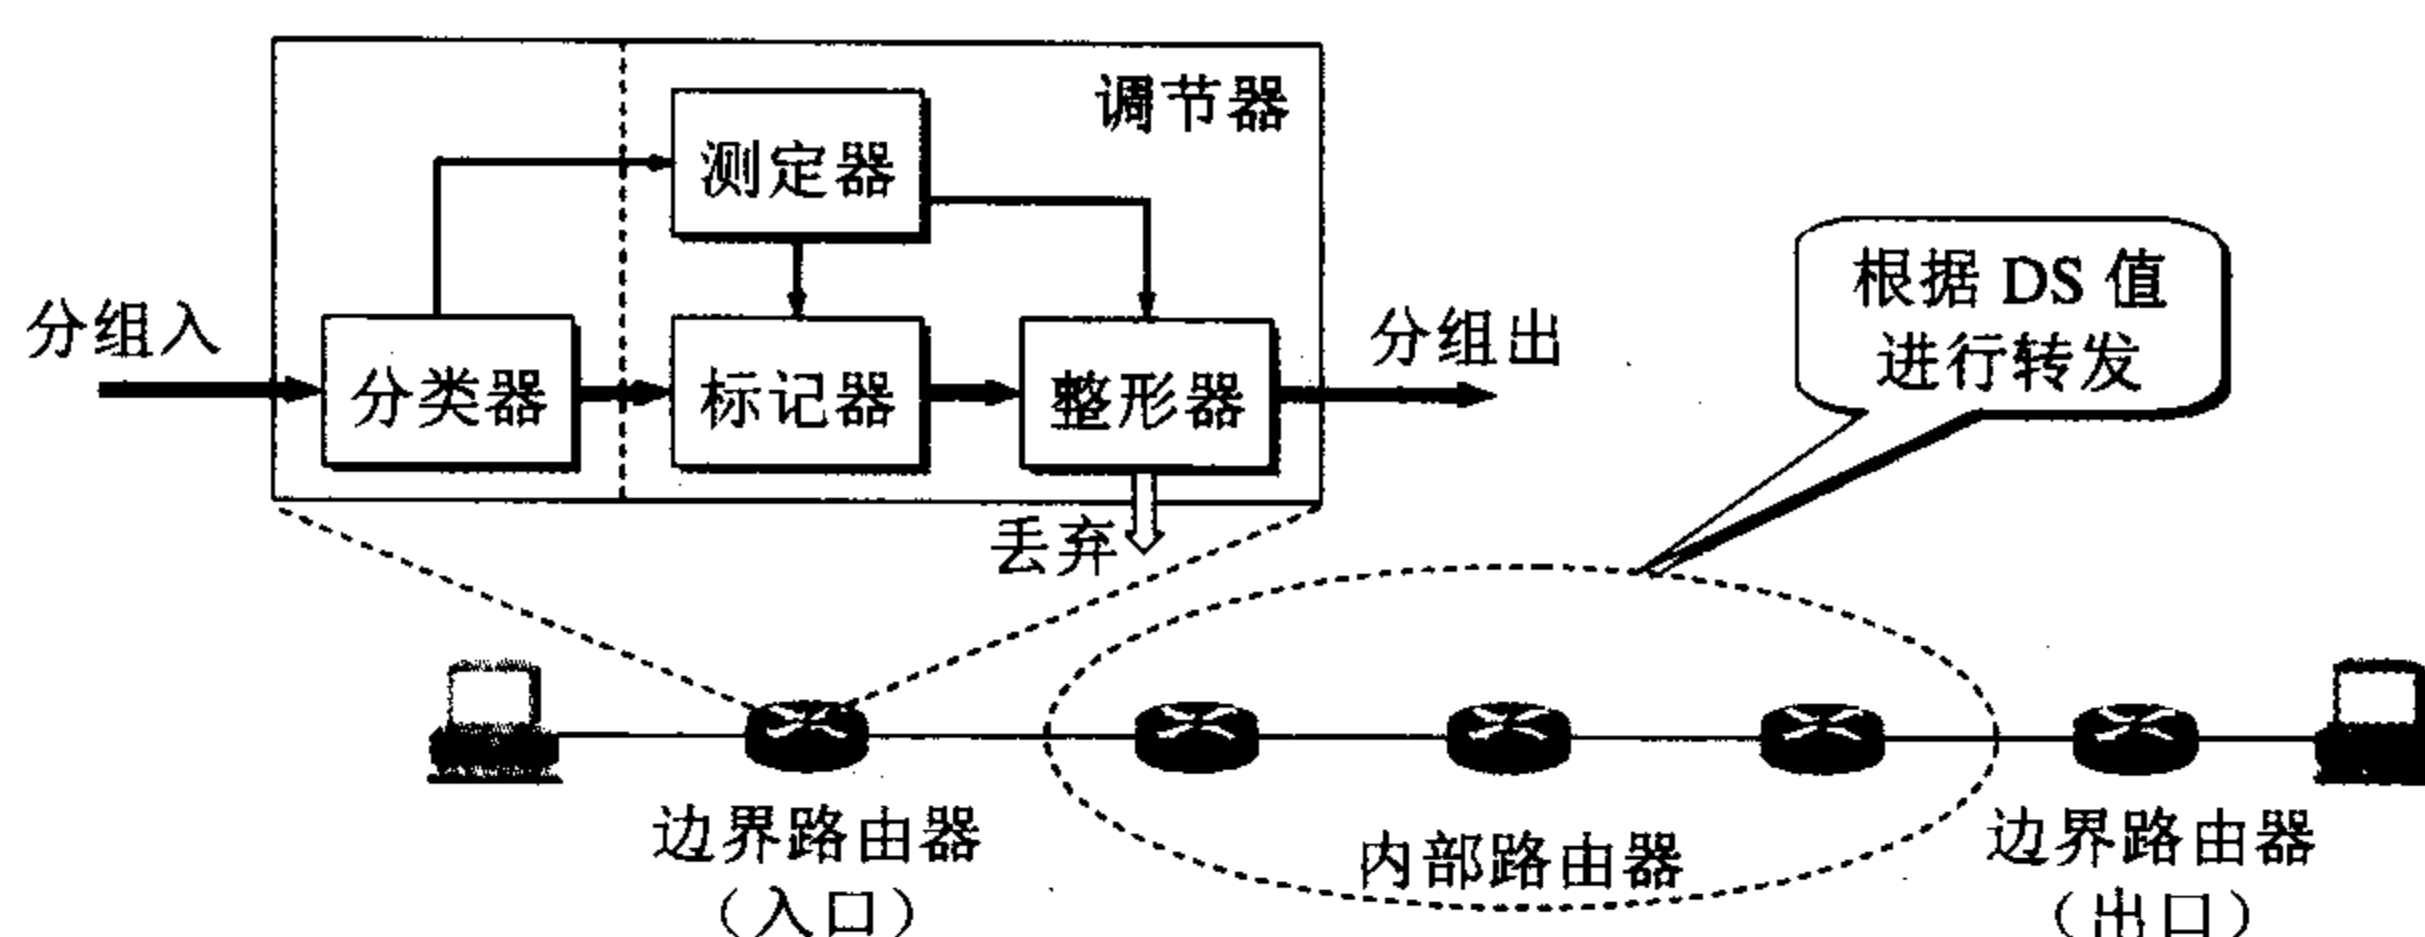 调节器
测定器
分组入
分类器
标记器
整形器
分组出
丢弃
根据 DS 值
进行转发
边界路由器
（入口）
内部路由器
边界路由器
（出口）